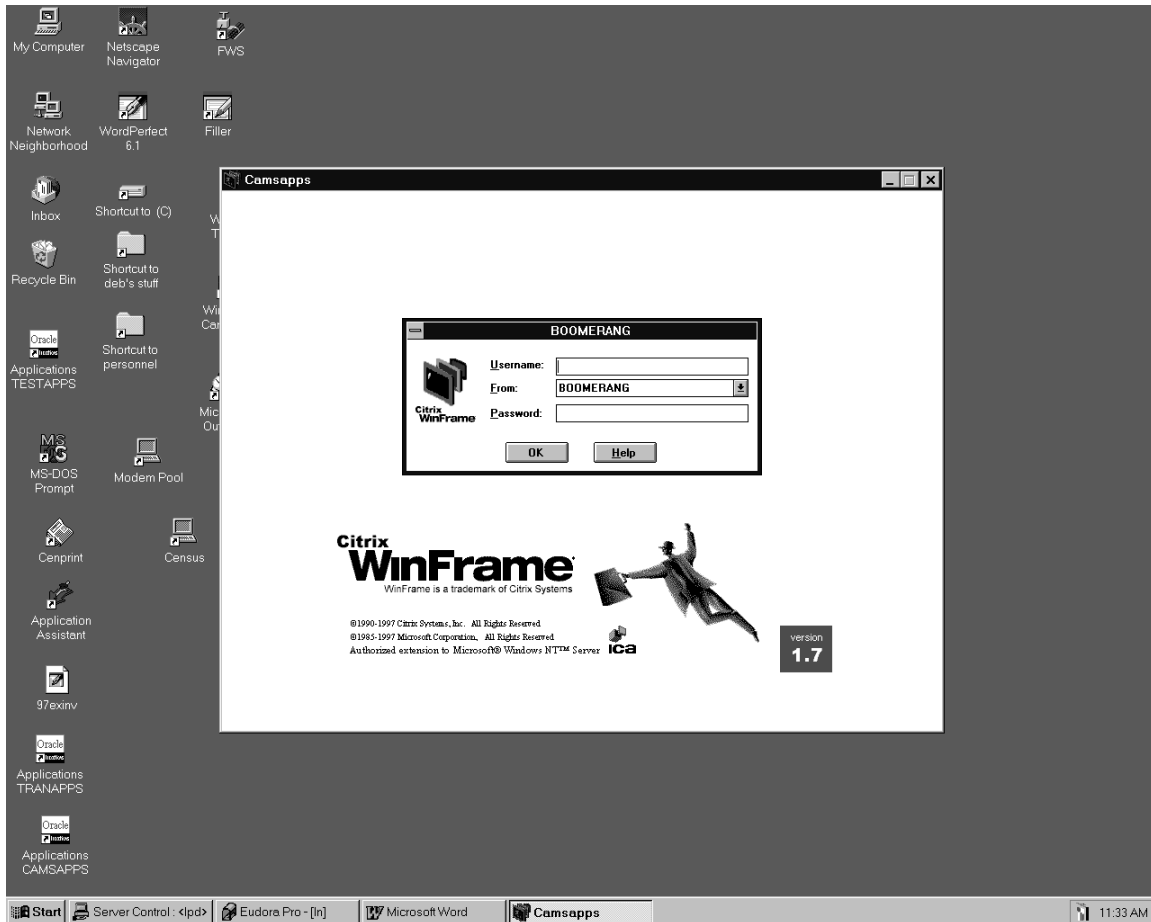 My Computer
Netscape
Navigator
FWS
Network
Neighborhood
WordPerfect
6.1
Filler
Inbox
Shortcut to (C)
Recycle Bin
Shortcut to
deb's stuff
Oracle
Applications
TESTAPPS
Shortcut to
personnel
MS-DOS
Prompt
Modem Pool
Cenprint
Census
Application
Assistant
97exinv
Oracle
Applications
TRANAPPS
Oracle
Applications
CAMSAPPS
Camsapps
BOOMERANG
Username:
From: BOOMERANG
Password:
Citrix
WinFrame
OK Help
Citrix
WinFrame
WinFrame is a trademark of Citrix Systems
©1990-1997 Citrix Systems, Inc. All Rights Reserved
©1985-1997 Microsoft Corporation, All Rights Reserved
Authorized extension to Microsoft® Windows NT™ Server
ica
version
1.7
Start Server Control : <lpd> Eudora Pro - [In] Microsoft Word Camsapps 11:33 AM